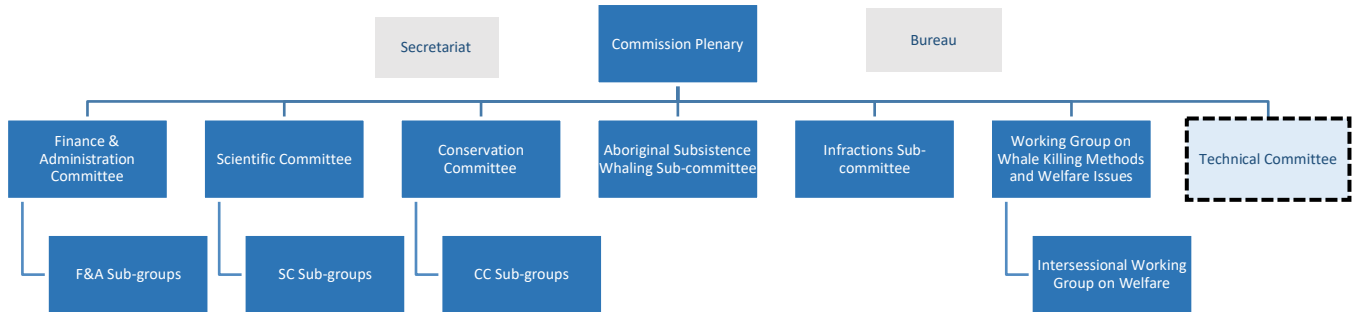 Secretariat
Commission Plenary
Bureau
Finance &
Administration
Committee
Scientific Committee
Conservation
Committee
Aboriginal Subsistence
Whaling Sub-committee
Infractions Sub-
committee
Working Group on
Whale Killing Methods
and Welfare Issues
Technical Committee
F&A Sub-groups
SC Sub-groups
CC Sub-groups
Intersessional Working
Group on Welfare